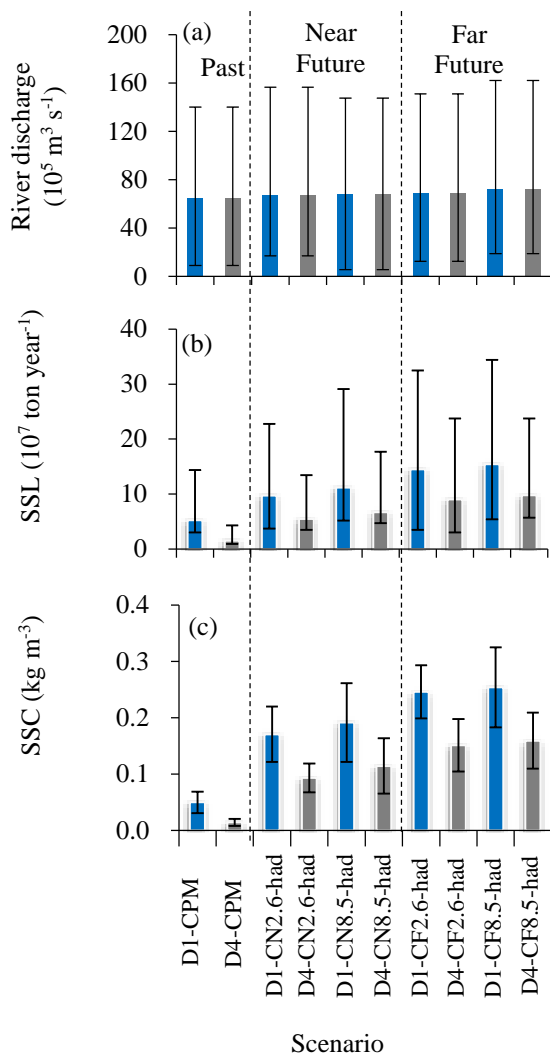 (a)
Past
Near
Future
Far
Future
River discharge
(10⁵ m³ s⁻¹)
200
160
120
80
40
0
(b)
SSL (10⁷ ton year⁻¹)
40
30
20
10
0
(c)
SSC (kg m⁻³)
0.4
0.3
0.2
0.1
0.0
D1-CPM
D4-CPM
D1-CN2.6-had
D4-CN2.6-had
D1-CN8.5-had
D4-CN8.5-had
D1-CF2.6-had
D4-CF2.6-had
D1-CF8.5-had
D4-CF8.5-had
Scenario